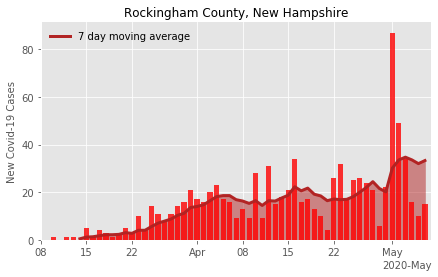 Rockingham County, New Hampshire
7 day moving average
New Covid-19 Cases
80
60
40
20
0
08 15 22 Apr 08 15 22 May
2020-May